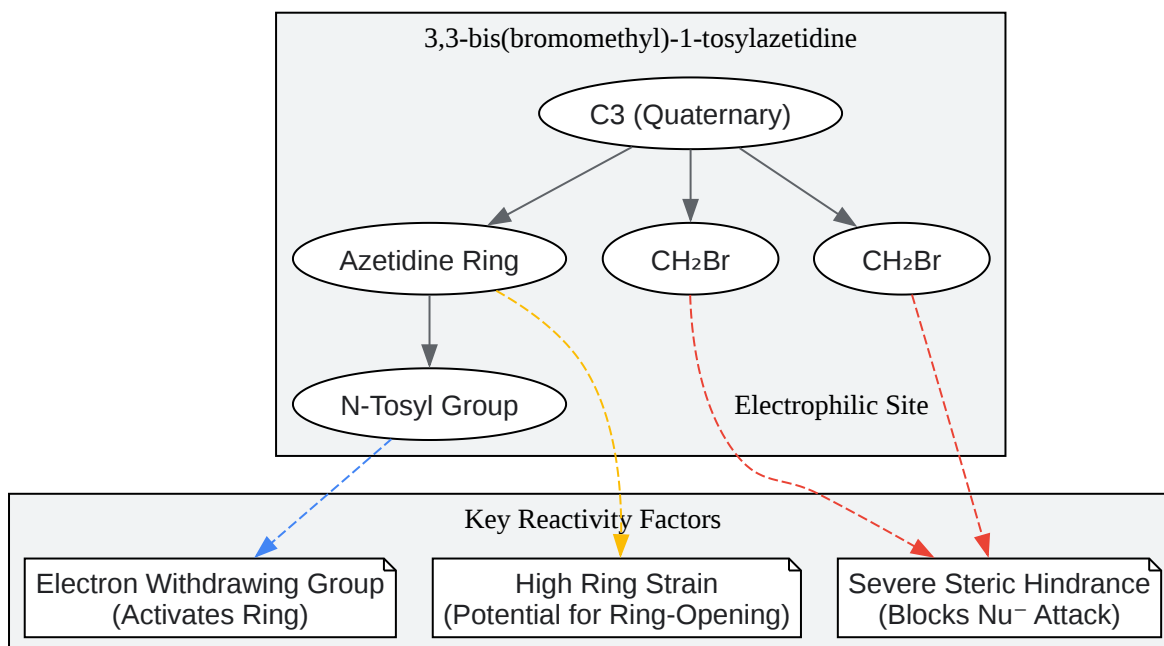 3,3-bis(bromomethyl)-1-tosylazetidine
C3 (Quaternary)
Azetidine Ring
CH₂Br
CH₂Br
N-Tosyl Group
Electrophilic Site
Key Reactivity Factors
Electron Withdrawing Group
(Activates Ring)
High Ring Strain
(Potential for Ring-Opening)
Severe Steric Hindrance
(Blocks Nu⁻ Attack)